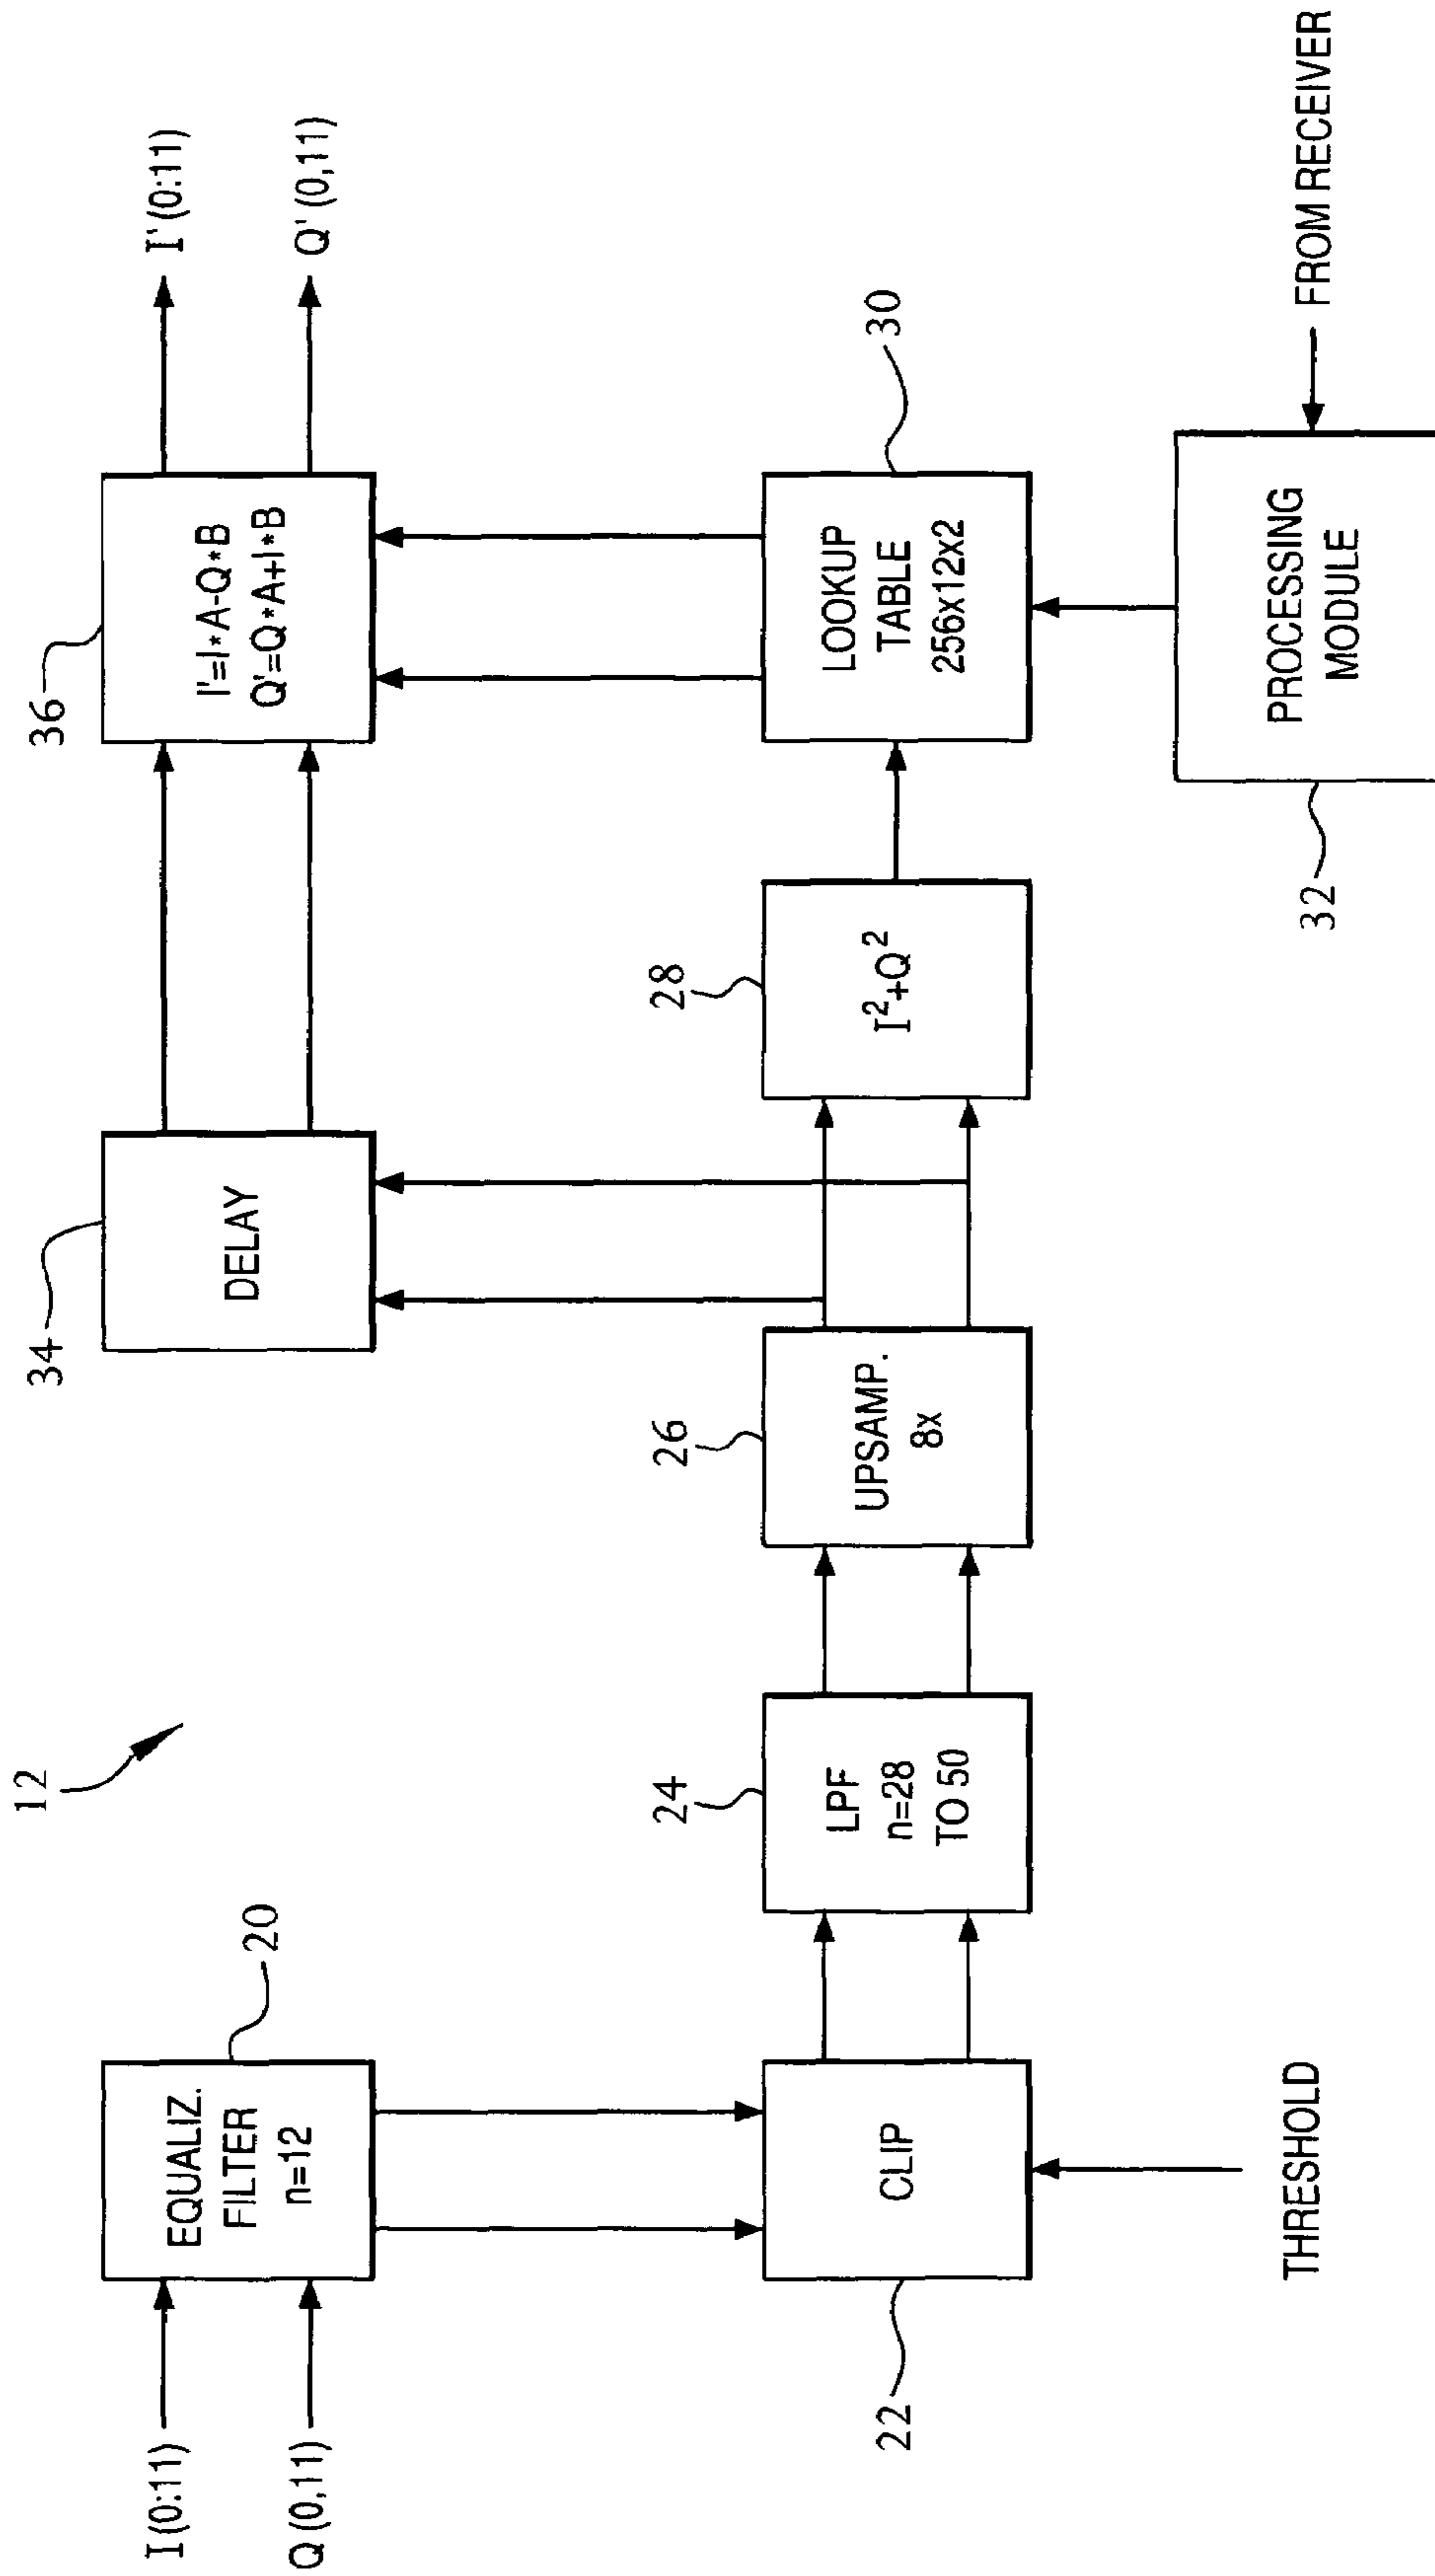 12
I (0:11)
Q (0,11)
EQUALIZ.
FILTER
n=12
20
34
DELAY
36
I'=I*A-Q*B
Q'=Q*A+I*B
I' (0:11)
Q' (0,11)
22
CLIP
THRESHOLD
24
LPF
n=28
TO 50
26
UPSAMP.
8x
28
I²+Q²
LOOKUP
TABLE
256x12x2
30
32
PROCESSING
MODULE
FROM RECEIVER